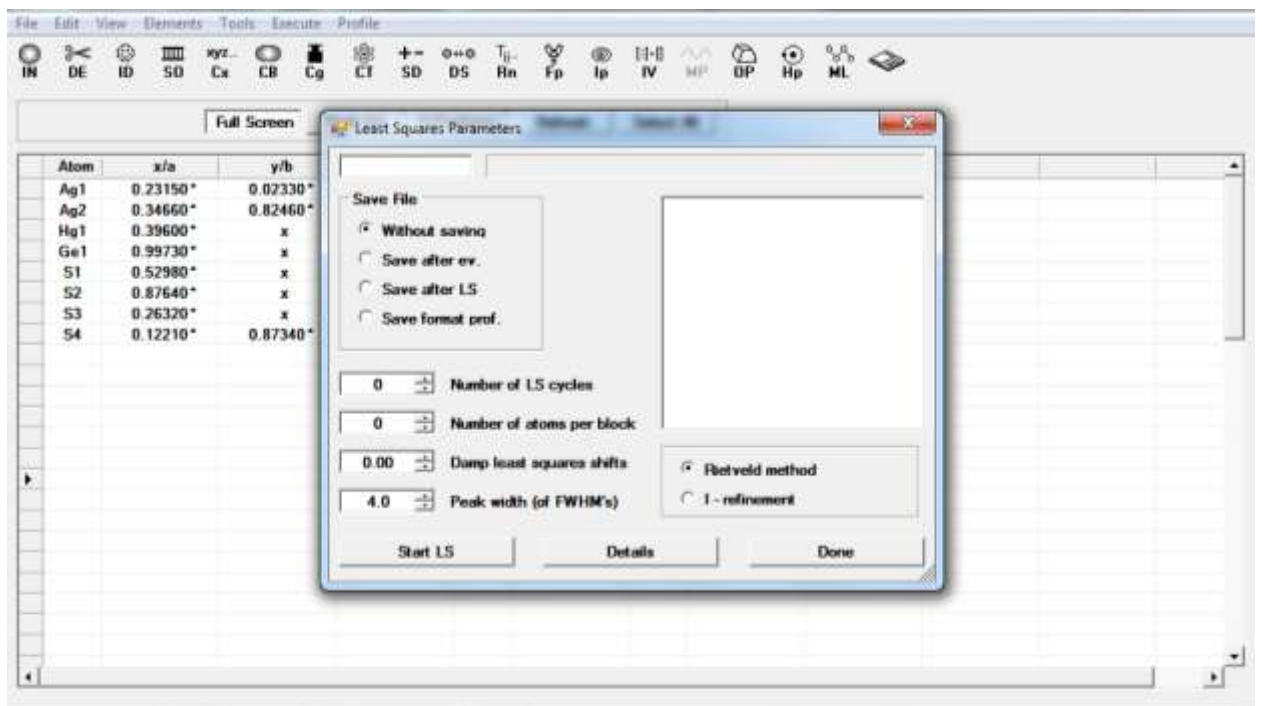 File Edit View Elements Tools Execute Profile
xyz.. +- Tij..
IN DE ID SO Cx CB Cg CT SD DS Rn Fp Ip IV MP OP Hp ML
Full Screen
Least Squares Parameters
Select All
Atom x/a y/b
Ag1 0.23150* 0.02330*
Ag2 0.34660* 0.82460*
Hg1 0.39600* x
Ge1 0.99730* x
S1 0.52980* x
S2 0.87640* x
S3 0.26320* x
S4 0.12210* 0.87340*
Save File
Without saving
Save after ev.
Save after LS
Save format prof.
0 Number of LS cycles
0 Number of atoms per block
0.00 Damp least squares shifts
4.0 Peak width (of FWHM's)
Rietveld method
I - refinement
Start LS Details Done